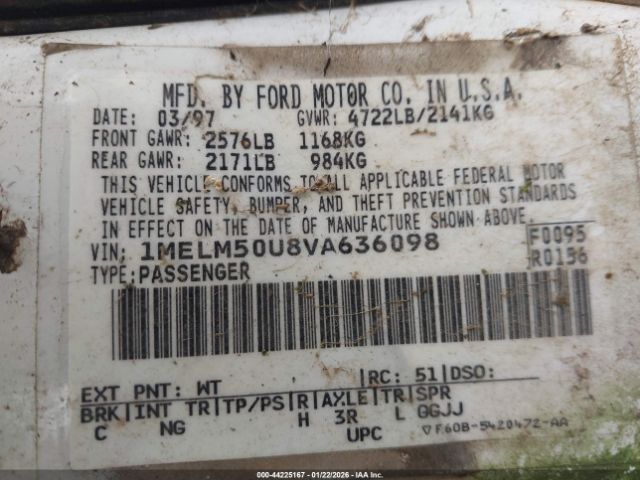 MFD. BY FORD MOTOR CO. IN U.S.A.
DATE: 03/97 GVWR: 4722LB/2141KG
FRONT GAWR: 2576LB 1168KG
REAR GAWR: 2171LB 984KG
THIS VEHICLE CONFORMS TO ALL APPLICABLE FEDERAL MOTOR
VEHICLE SAFETY, BUMPER, AND THEFT PREVENTION STANDARDS
IN EFFECT ON THE DATE OF MANUFACTURE SHOWN ABOVE.
VIN: 1MELM50U8VA636098 F0095
TYPE: PASSENGER R0156
EXT PNT: WT RC: 51 DSO:
BRK INT TR TP/PS R AXLE TR SPR
C NG H 3R L GGJJ
UPC ▽ F60B-5420472-AA
000-44225167 - 01/22/2026 - IAAI.COM